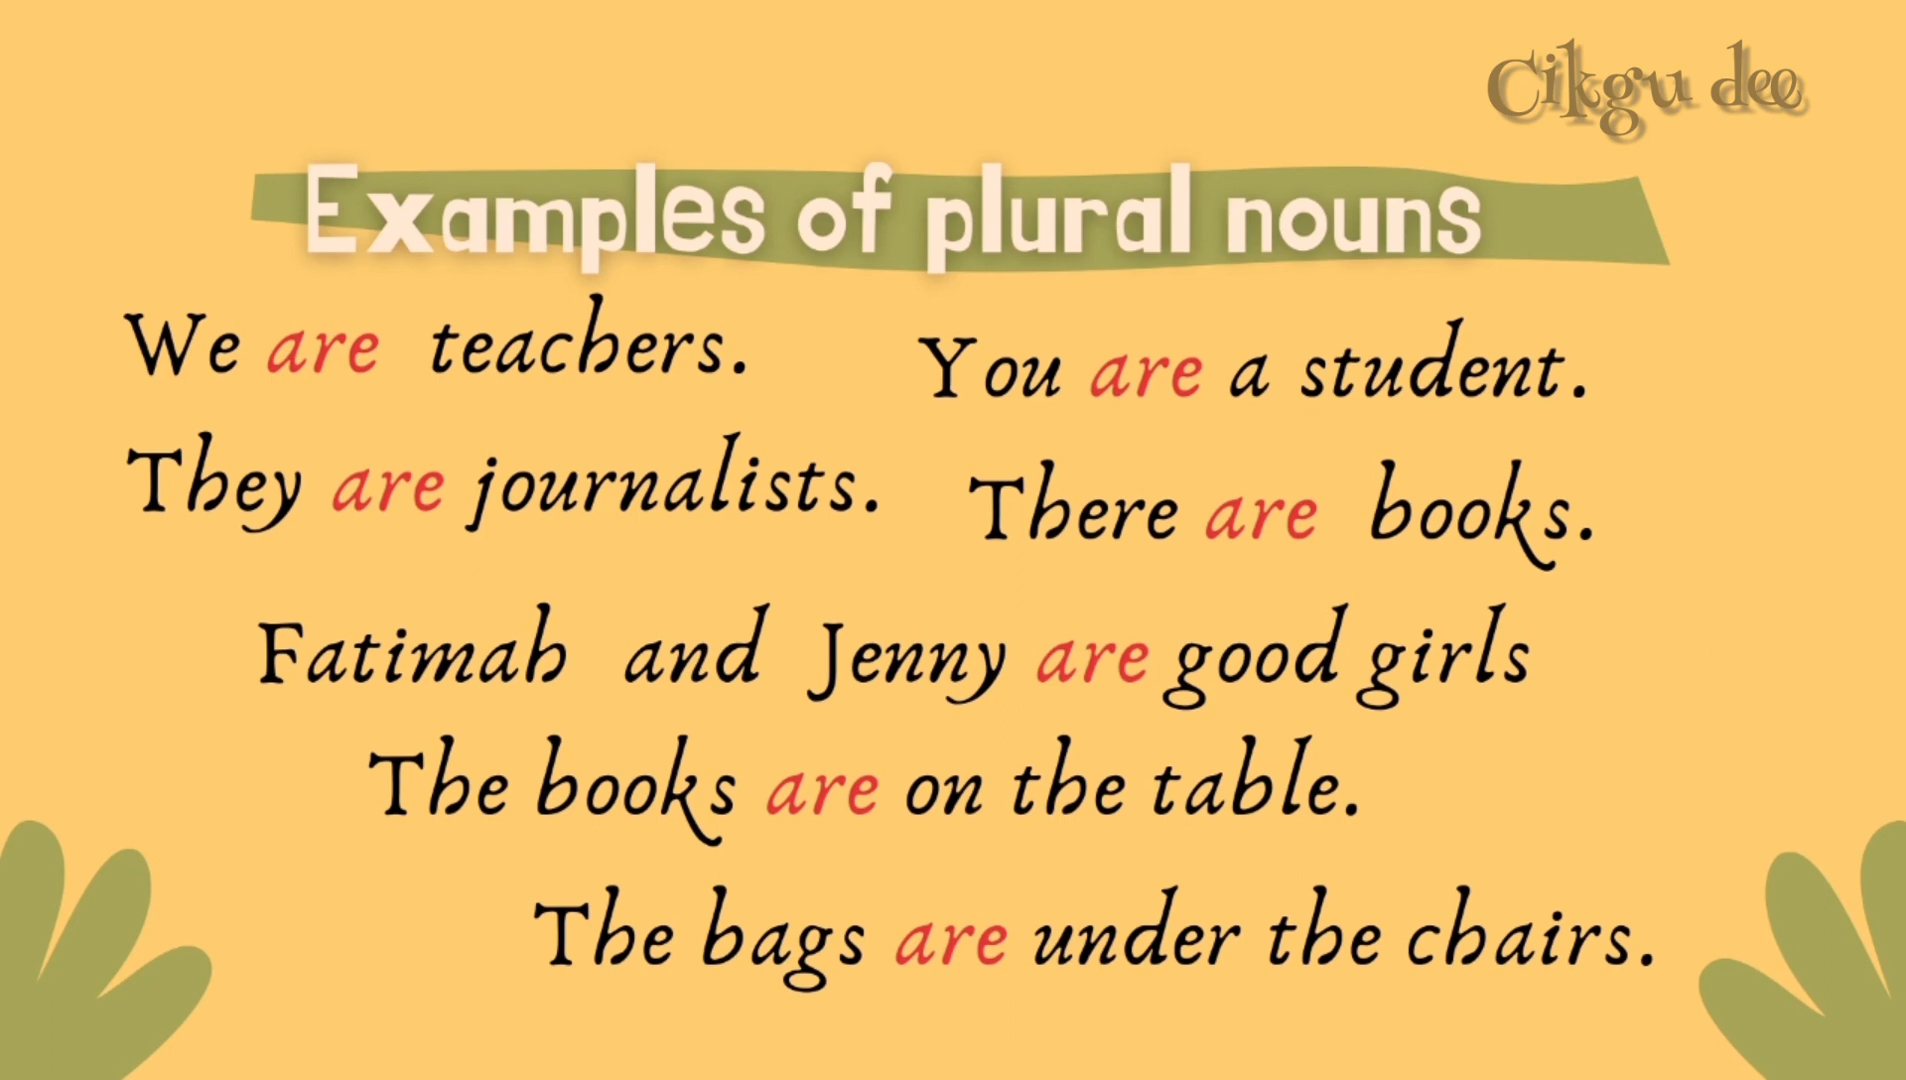 Cikgu dee
Examples of plural nouns
We are teachers.
You are a student.
They are journalists.
There are books.
Fatimah and Jenny are good girls
The books are on the table.
The bags are under the chairs.